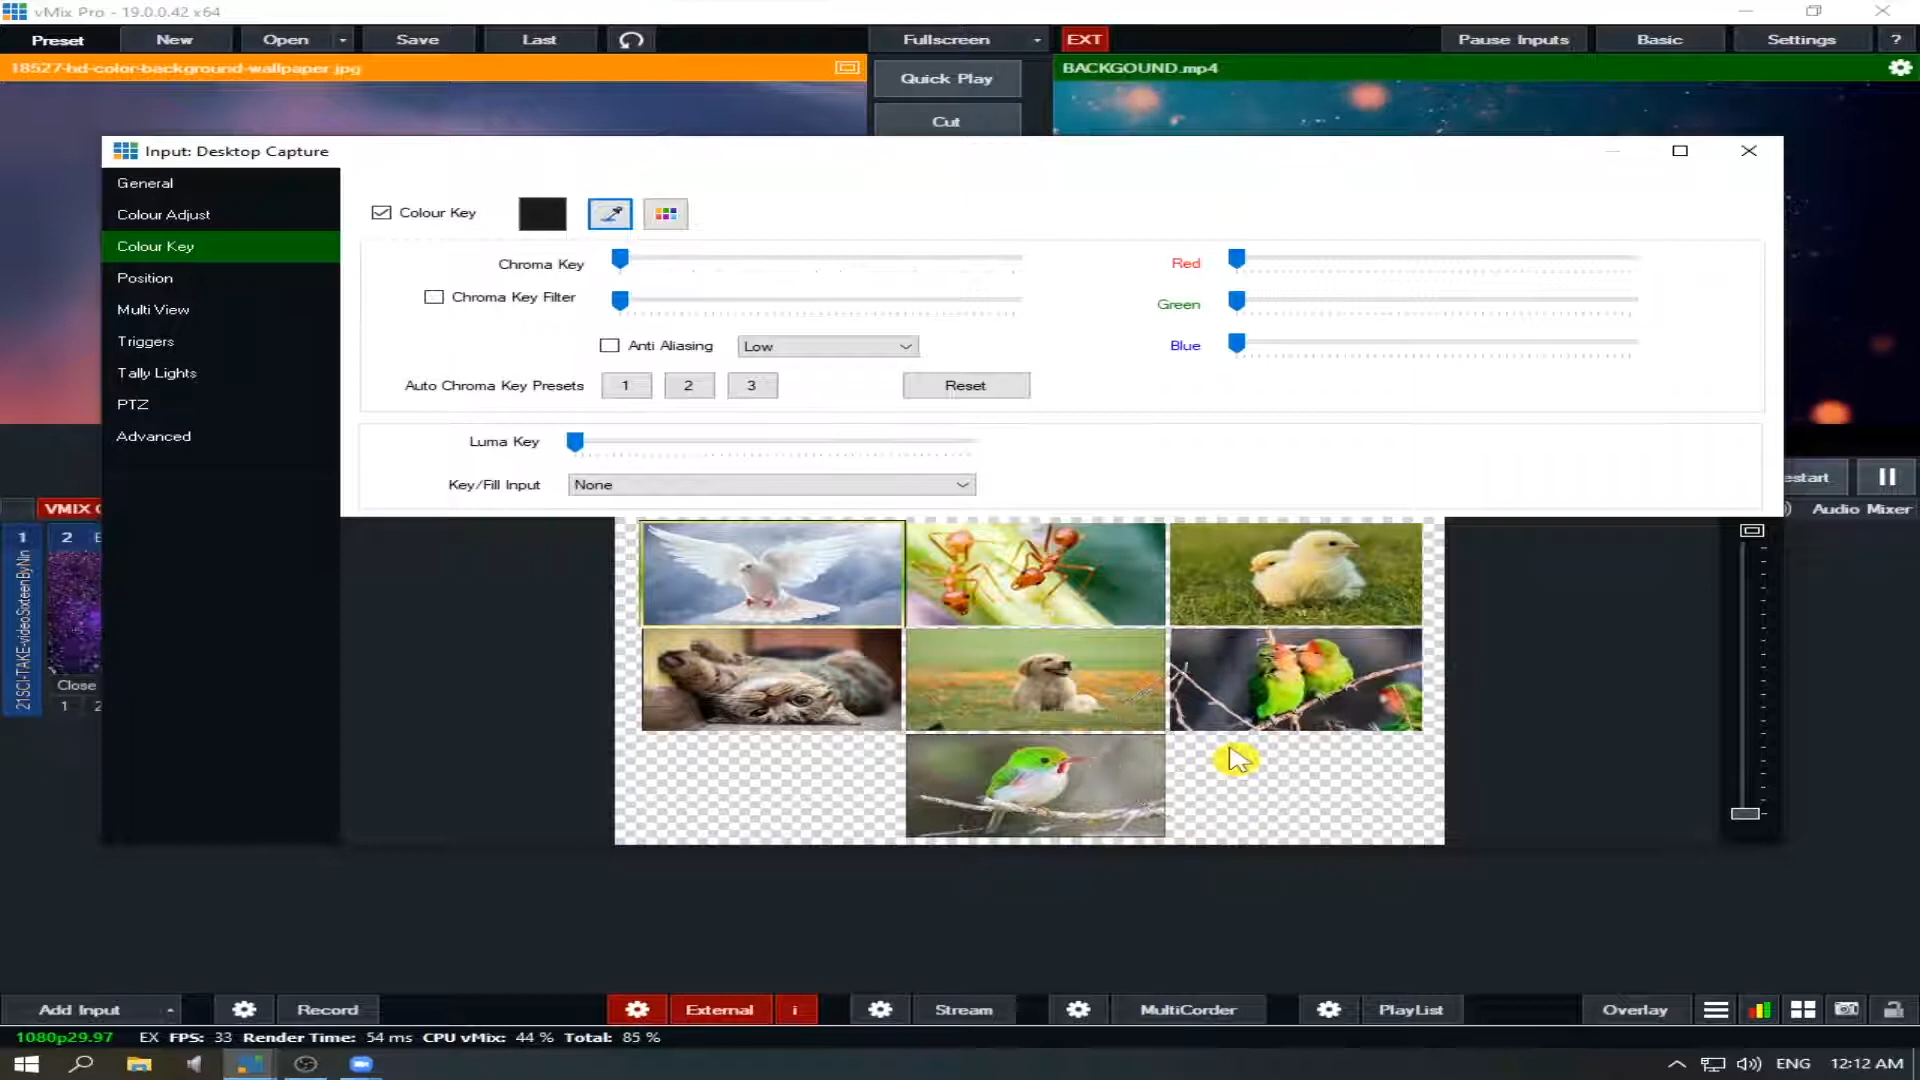 vMix Pro - 19.0.0.42 x64
Preset New Open Save Last Fullscreen EXT Pause Inputs Basic Settings ?
18527-hd-color-background-wallpaper.jpg
Quick Play
BACKGOUND.mp4
Cut
Input: Desktop Capture
General
Colour Adjust
Colour Key
Position
Multi View
Triggers
Tally Lights
PTZ
Advanced
Colour Key
Chroma Key
Chroma Key Filter
Anti Aliasing Low
Auto Chroma Key Presets 1 2 3 Reset
Red
Green
Blue
Luma Key
Key/Fill Input None
estart
VMIX
Audio Mixer
1 2
21SCI-TAKE-videoSixteenByNin
Close
1 2
Add Input Record External i Stream MultiCorder PlayList Overlay
1080p29.97 EX FPS: 33 Render Time: 54 ms CPU vMix: 44 % Total: 85 %
ENG 12:12 AM